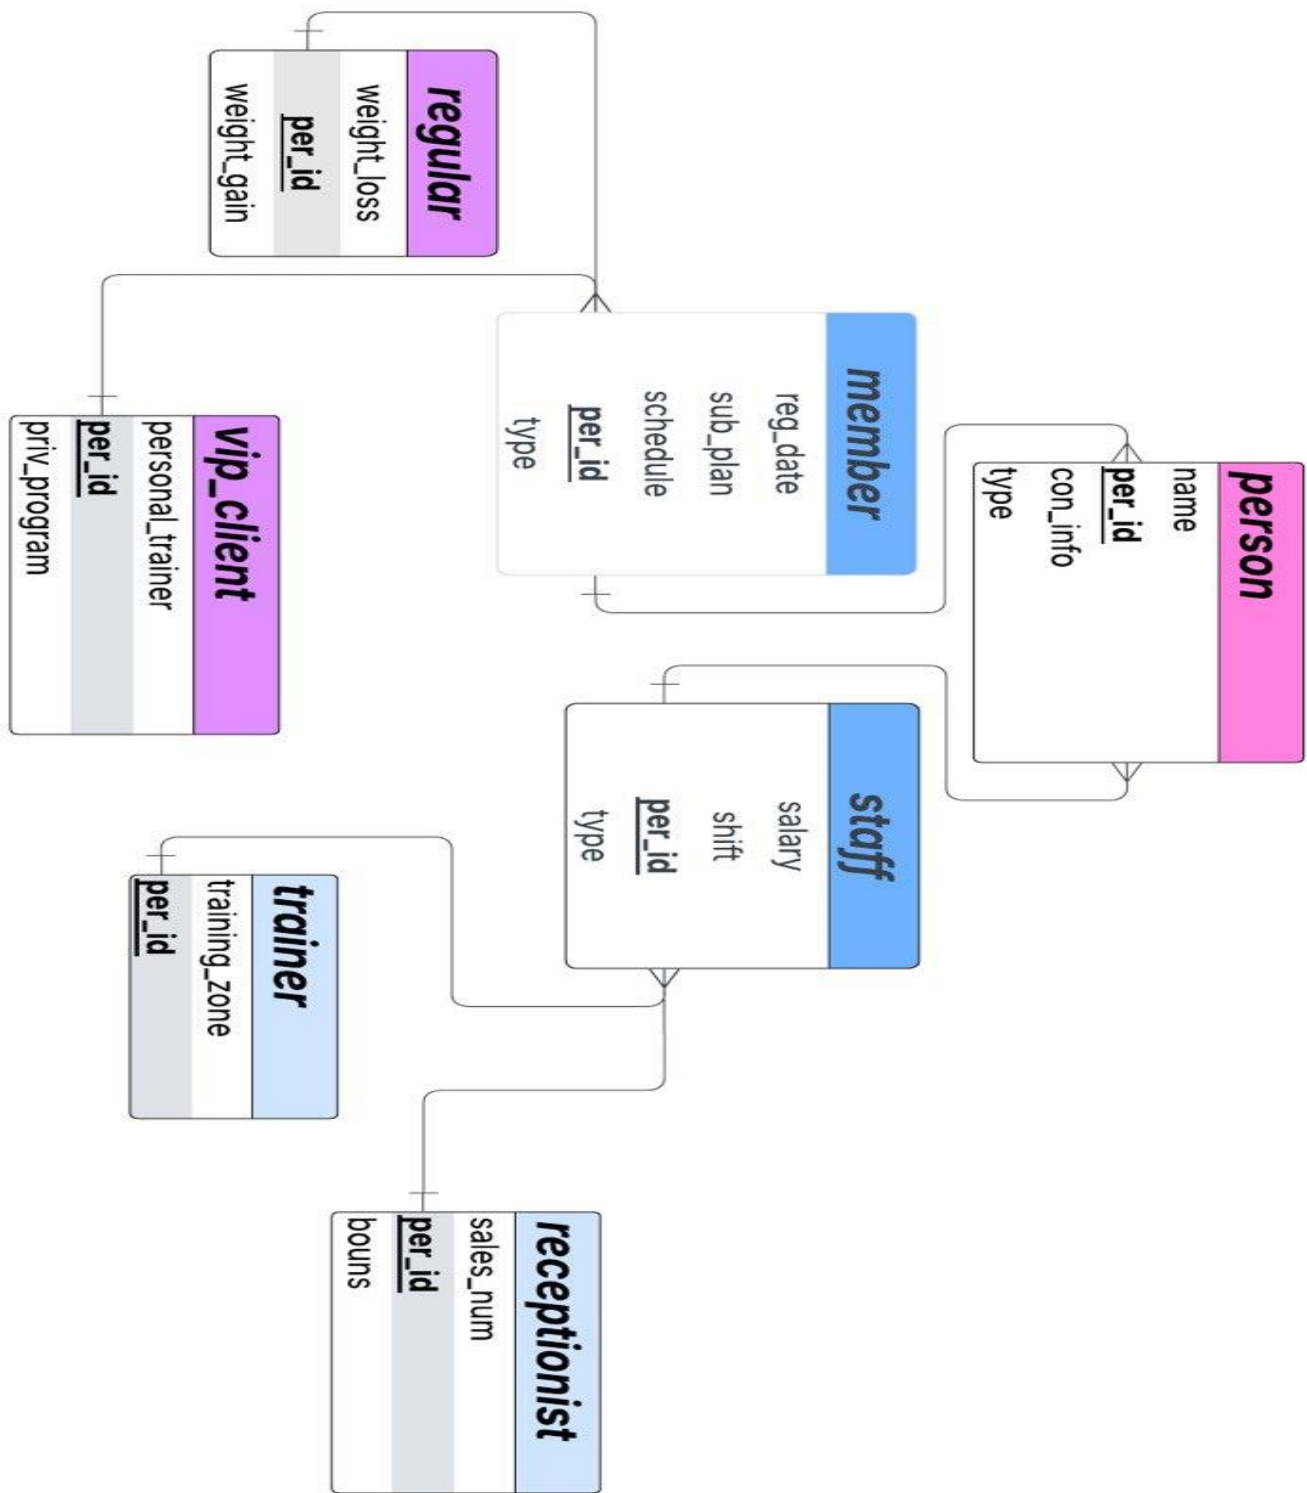 person
name
per_id
con_info
type
member
reg_date
sub_plan
schedule
per_id
type
staff
salary
shift
per_id
type
regular
weight_loss
per_id
weight_gain
vip_client
personal_trainer
per_id
priv_program
trainer
training_zone
per_id
receptionist
sales_num
per_id
bouns